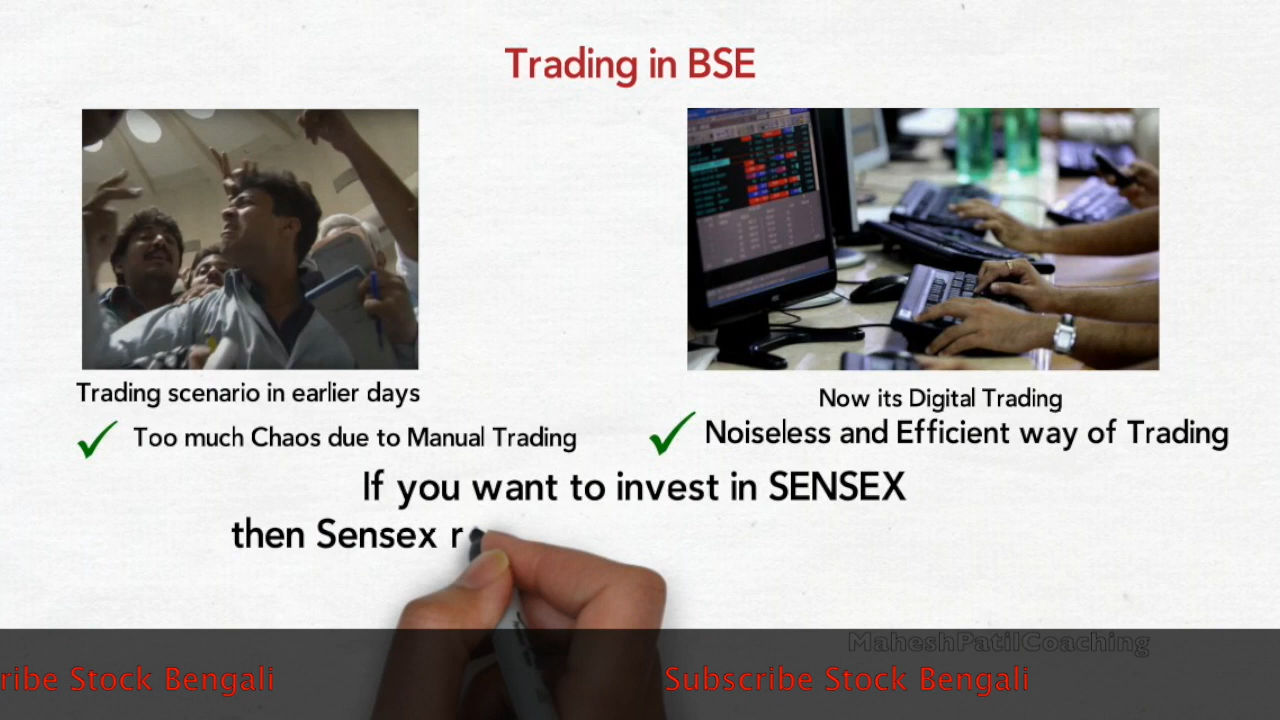 Trading in BSE
Trading scenario in earlier days
Now its Digital Trading
Too much Chaos due to Manual Trading
Noiseless and Efficient way of Trading
If you want to invest in SENSEX
then Sensex r
MaheshPatilCoaching
ribe Stock Bengali
Subscribe Stock Bengali